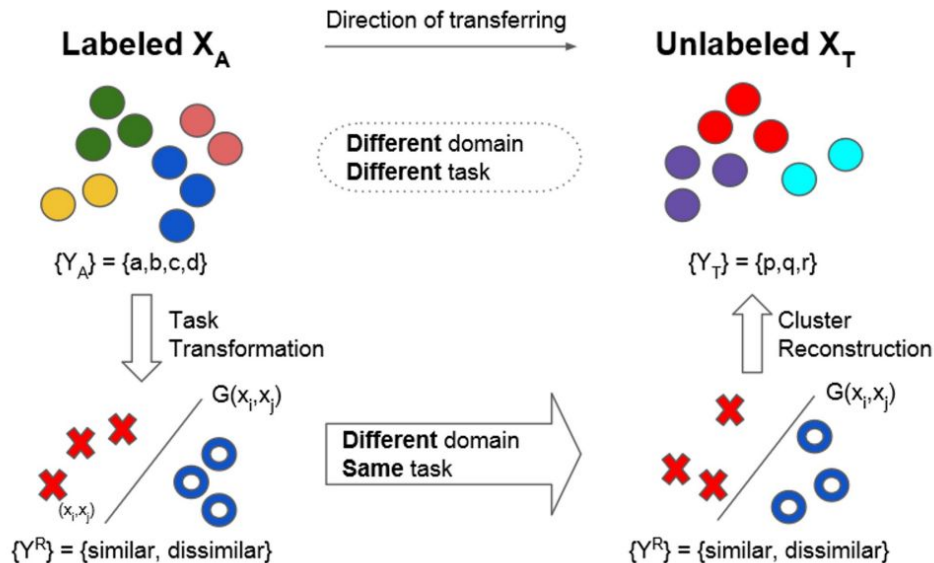 Direction of transferring
Labeled X_A
Unlabeled X_T
Different domain
Different task
{Y_A} = {a,b,c,d}
{Y_T} = {p,q,r}
Task
Transformation
Cluster
Reconstruction
G(x_i,x_j)
G(x_i,x_j)
Different domain
Same task
(x_i,x_j)
{Y^R} = {similar, dissimilar}
{Y^R} = {similar, dissimilar}